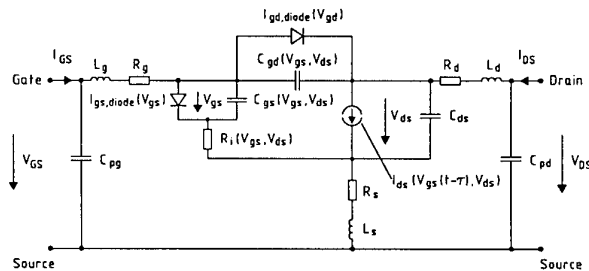 I_gd,diode(V_gd)
I_GS
L_g
R_g
C_gd(V_gs,V_ds)
R_d
L_d
I_DS
Gate
Drain
I_gs,diode(V_gs)
V_gs
C_gs(V_gs,V_ds)
V_ds
C_ds
V_GS
C_pg
R_i(V_gs,V_ds)
I_ds(V_gs(t-τ),V_ds)
C_pd
V_DS
R_s
L_s
Source
Source